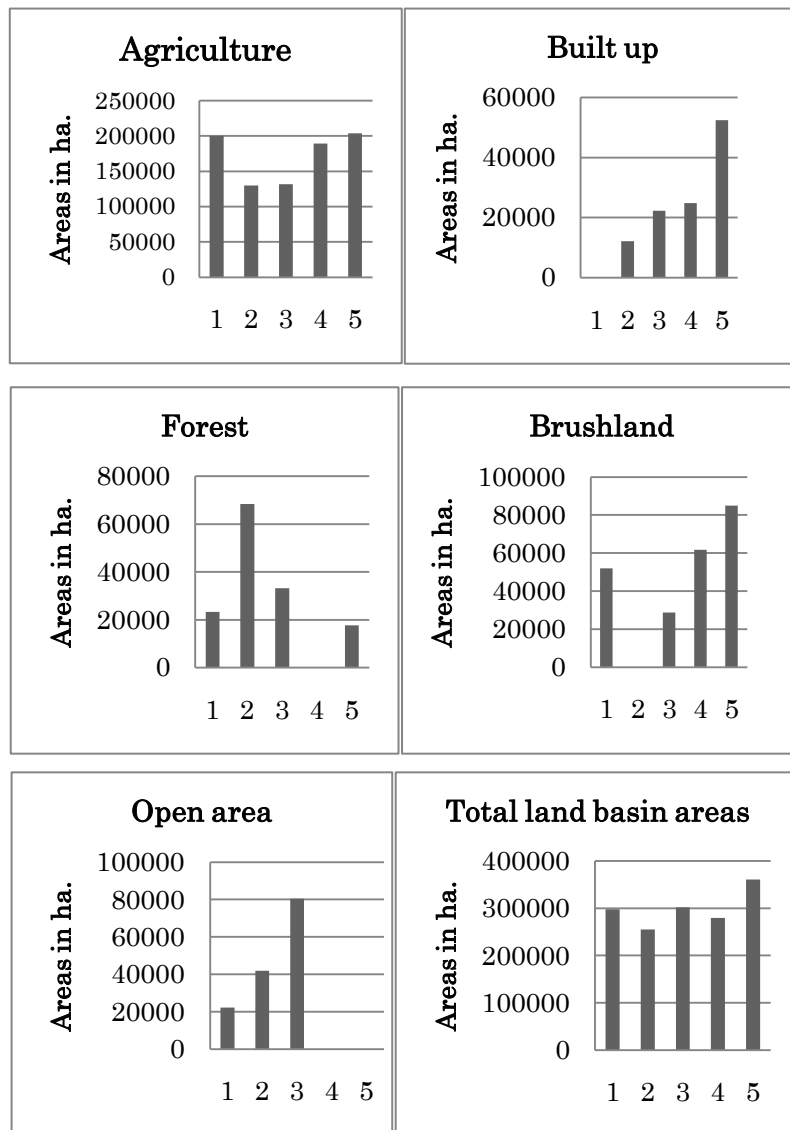 Agriculture
Areas in ha.
250000
200000
150000
100000
50000
0
1 2 3 4 5
Built up
Areas in ha.
60000
40000
20000
0
1 2 3 4 5
Forest
Areas in ha.
80000
60000
40000
20000
0
1 2 3 4 5
Brushland
Areas in ha.
100000
80000
60000
40000
20000
0
1 2 3 4 5
Open area
Areas in ha.
100000
80000
60000
40000
20000
0
1 2 3 4 5
Total land basin areas
Areas in ha.
400000
300000
200000
100000
0
1 2 3 4 5